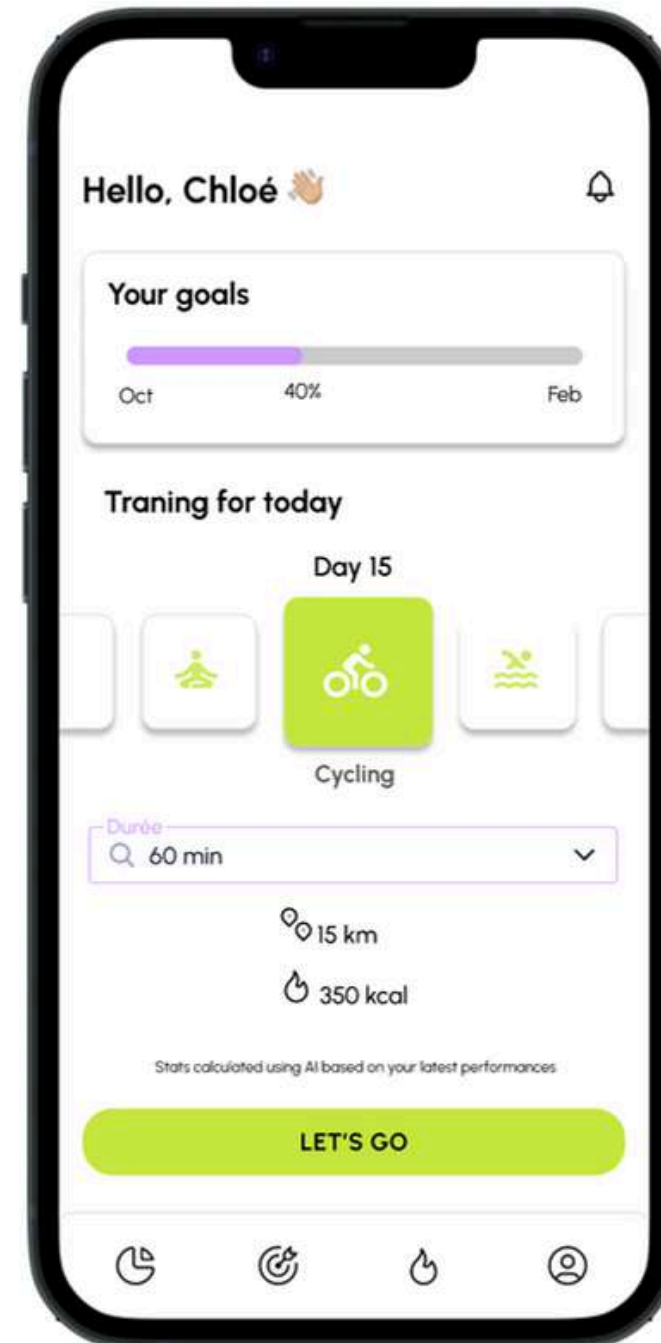 Hello, Chloé 👋🏼
Your goals
40%
Oct Feb
Traning for today
Day 15
Cycling
Durée
60 min
15 km
350 kcal
Stats calculated using AI based on your latest performances
LET'S GO